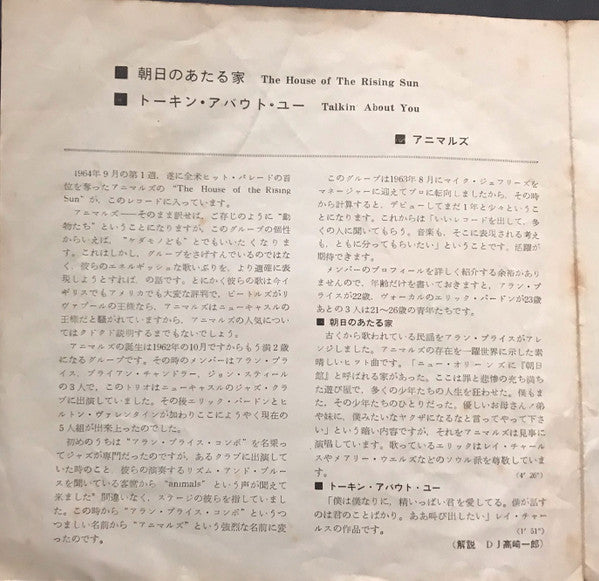 ■ 朝日のあたる家 The House of The Rising Sun
■ トーキン・アバウト・ユー Talkin About You
■ アニマルズ
1964年9月の第1週、遂に全米ヒット・パレードの首
位を奪ったアニマルズの “The House of the Rising
Sun” が、このレコードに入っています。
アニマルズ――そのまま訳せば、ご存じのように “動
物たち” ということになりますが、このグループの個性
からいえば、“ケダモノども” とでもいいたくなりま
す。これはしかし、グループをさげすんでいるのではな
く、彼らのエネルギッシュな歌いぶりを、より適確に表
現しようとすれば、の話です。とにかく彼らの歌は今イ
ギリスでもアメリカでも大変な評判で、ビートルズがリ
ヴァプールの王様なら、アニマルズはニューキャスルの
王様だと騒がれていますから、アニマルズの人気につい
てはクドクド説明するまでもないでしょう。
アニマルズの誕生は1962年の10月ですからもう満2歳
になるグループです。その時のメンバーはアラン・プラ
イス、ブライアン・チャンドラー、ジョン・スティール
の3人で、このトリオはニューキャスルのジャズ・クラ
ブに出演していました。その後エリック・バードンとヒ
ルトン・ヴァレンタインが加わりここにようやく現在の
5人組が出来上ったのでした。
初めのうちは “アラン・プライス・コンボ” を名乗っ
てジャズが専門だったのですが、あるクラブに出演して
いた時のこと、彼らの演奏するリズム・アンド・ブルー
スを聞いている客席から “animals” という声が聞えて
来ました” 間違いなく、ステージの彼らを指していまし
た。この時から “アラン・プライス・コンボ” というつ
つましい名前から “アニマルズ” という強烈な名前に変
ったのでした。
このグループは1963年8月にマイク・ジェフリーズを
マネージャーに迎えてプロに転向しましたから、その時
から計算すると、デビューしてまだ1年と少々というこ
とになります。これからは「いいレコードを出して、多
くの人に聞いてもらう。音楽も、そこに表現される考え
も、ともに分ってもらいたい」ということです、活躍が
期待できます。
メンバーのプロフィールを詳しく紹介する余裕があり
ませんので、年齢だけを書いておきますと、アラン・プ
ライスが22歳、ヴォーカルのエリック・バードンが23歳
あとの3人は21〜26歳の青年たちです。
■ 朝日のあたる家
古くから歌われている民謡をアラン・プライスがアレ
ンジしました。アニマルズの存在を一躍世界に示した素
晴しいヒット曲です。「ニュー・オリーンズに『朝日
館』と呼ばれる家があった。ここは罪と悲惨の充ち満ち
た遊び屋で、多くの少年たちの人生を狂わせた。僕もま
た、その少年たちのひとりだった。優しいお母さん／弟
や妹に、僕みたいなヤクザになるなと言ってやって下さ
い」という暗い内容ですが、それをアニマルズは見事に
演唱しています。歌っているエリックはレイ・チャール
スやメアリー・ウエルズなどのソウル派を尊敬していま
す。 (4′ 26″)
■ トーキン・アバウト・ユー
「僕は僕なりに、精いっぱい君を愛してる。僕が話す
のは君のことばかり。ああ叫び出したい」レイ・チャー
ルスの作品です。 (1′ 51″)
(解説 DJ高崎一郎)